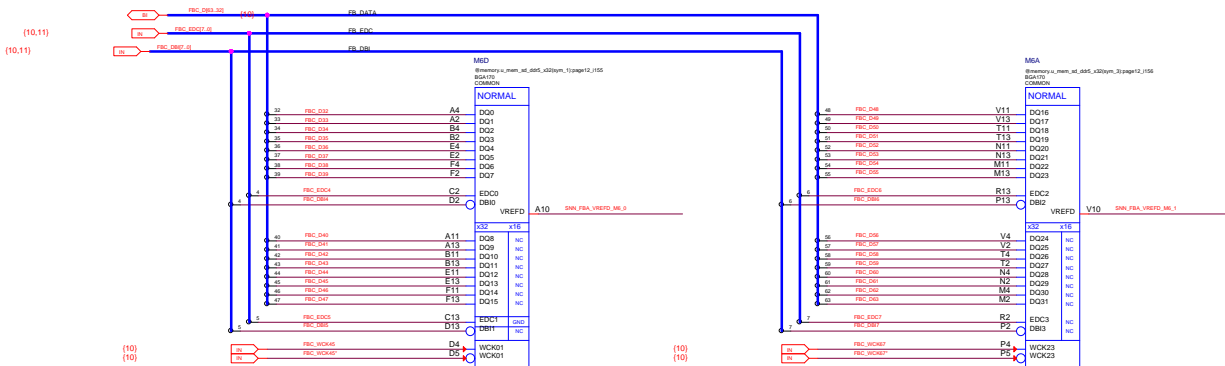 BI FBC_D[63..32] {10} FB_DATA
{10,11} IN FBC_EDC[7..0] FB_EDC
{10,11} IN FBC_DBI[7..0] FB_DBI
M6D
@memory.u_mem_sd_ddr5_x32(sym_1):page12_I155
BGA170
COMMON
NORMAL
32 FBC_D32 A4 DQ0
33 FBC_D33 A2 DQ1
34 FBC_D34 B4 DQ2
35 FBC_D35 B2 DQ3
36 FBC_D36 E4 DQ4
37 FBC_D37 E2 DQ5
38 FBC_D38 F4 DQ6
39 FBC_D39 F2 DQ7
4 FBC_EDC4 C2 EDC0
4 FBC_DBI4 D2 DBI0
VREFD A10 SNN_FBA_VREFD_M6_0
x32 x16
40 FBC_D40 A11 DQ8 NC
41 FBC_D41 A13 DQ9 NC
42 FBC_D42 B11 DQ10 NC
43 FBC_D43 B13 DQ11 NC
44 FBC_D44 E11 DQ12 NC
45 FBC_D45 E13 DQ13 NC
46 FBC_D46 F11 DQ14 NC
47 FBC_D47 F13 DQ15 NC
5 FBC_EDC5 C13 EDC1 GND
5 FBC_DBI5 D13 DBI1 NC
{10} IN FBC_WCK45 D4 WCK01
{10} IN FBC_WCK45* D5 WCK01
M6A
@memory.u_mem_sd_ddr5_x32(sym_3):page12_I156
BGA170
COMMON
NORMAL
48 FBC_D48 V11 DQ16
49 FBC_D49 V13 DQ17
50 FBC_D50 T11 DQ18
51 FBC_D51 T13 DQ19
52 FBC_D52 N11 DQ20
53 FBC_D53 N13 DQ21
54 FBC_D54 M11 DQ22
55 FBC_D55 M13 DQ23
6 FBC_EDC6 R13 EDC2
6 FBC_DBI6 P13 DBI2
VREFD V10 SNN_FBA_VREFD_M6_1
x32 x16
56 FBC_D56 V4 DQ24 NC
57 FBC_D57 V2 DQ25 NC
58 FBC_D58 T4 DQ26 NC
59 FBC_D59 T2 DQ27 NC
60 FBC_D60 N4 DQ28 NC
61 FBC_D61 N2 DQ29 NC
62 FBC_D62 M4 DQ30 NC
63 FBC_D63 M2 DQ31 NC
7 FBC_EDC7 R2 EDC3 NC
7 FBC_DBI7 P2 DBI3 NC
{10} IN FBC_WCK67 P4 WCK23
{10} IN FBC_WCK67* P5 WCK23